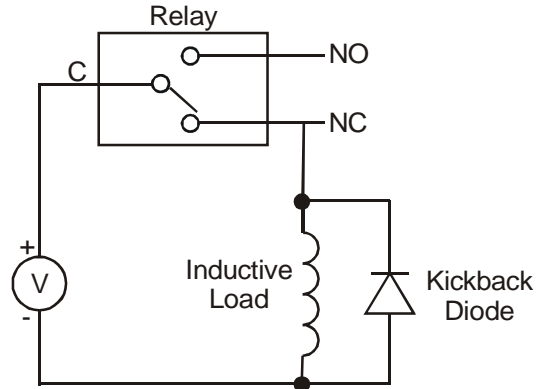 Relay
NO
C
NC
+
V
-
Inductive
Load
Kickback
Diode